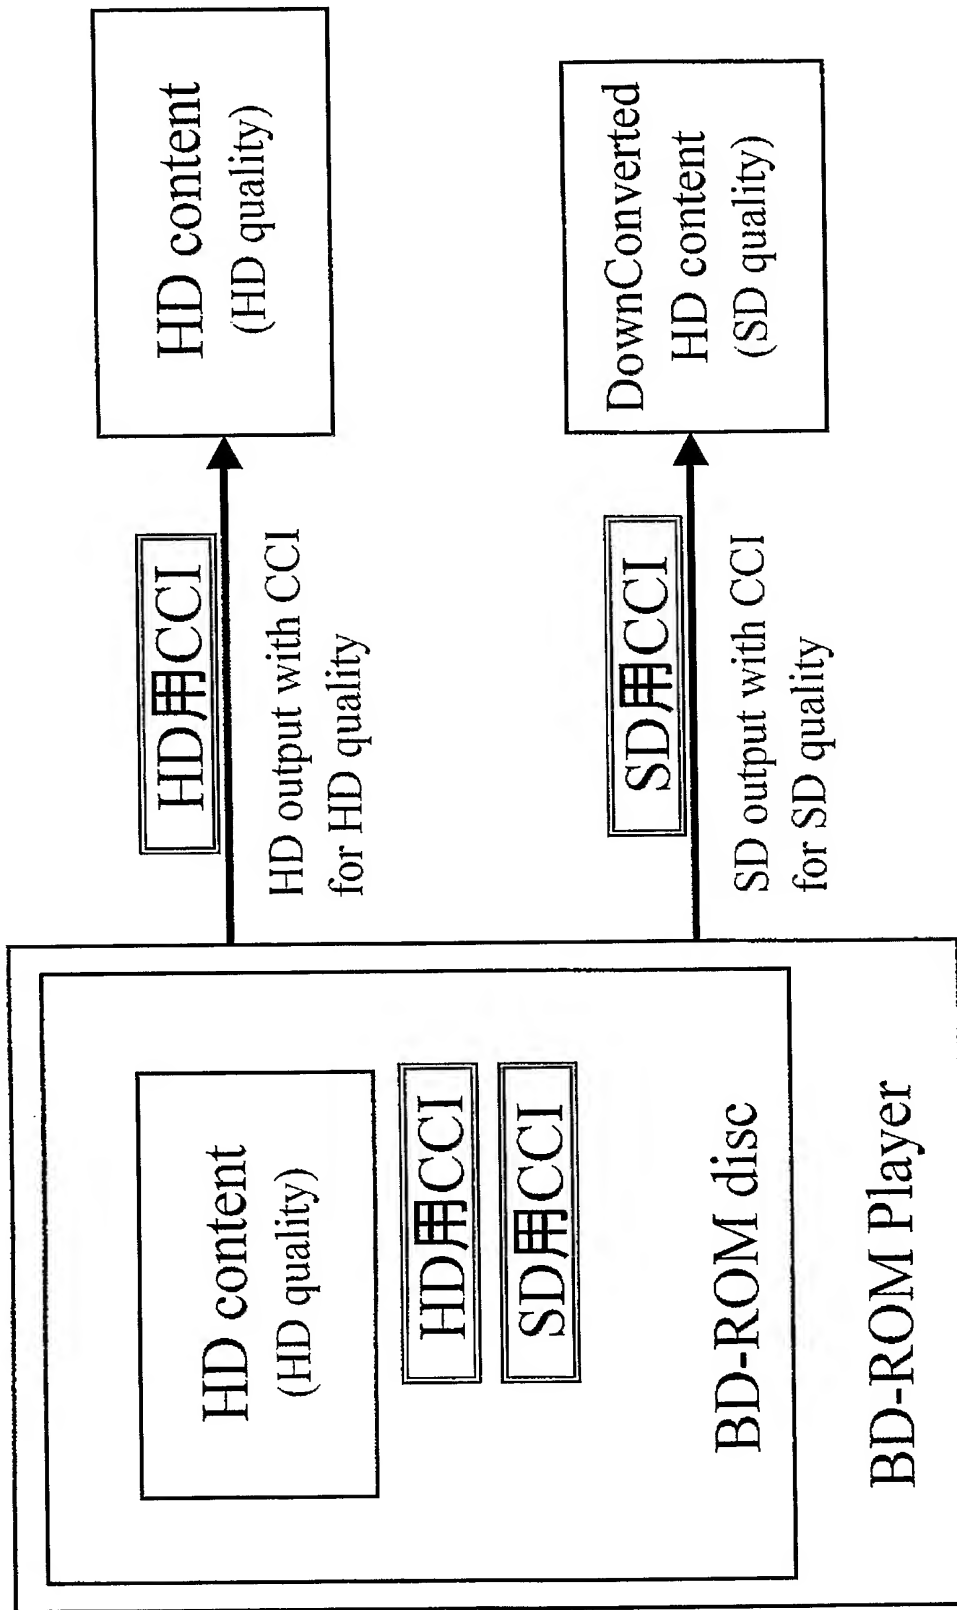 HD content
(HD quality)
HD用CCI
SD用CCI
BD-ROM disc
BD-ROM Player
HD用CCI
HD output with CCI
for HD quality
HD content
(HD quality)
SD用CCI
SD output with CCI
for SD quality
DownConverted
HD content
(SD quality)